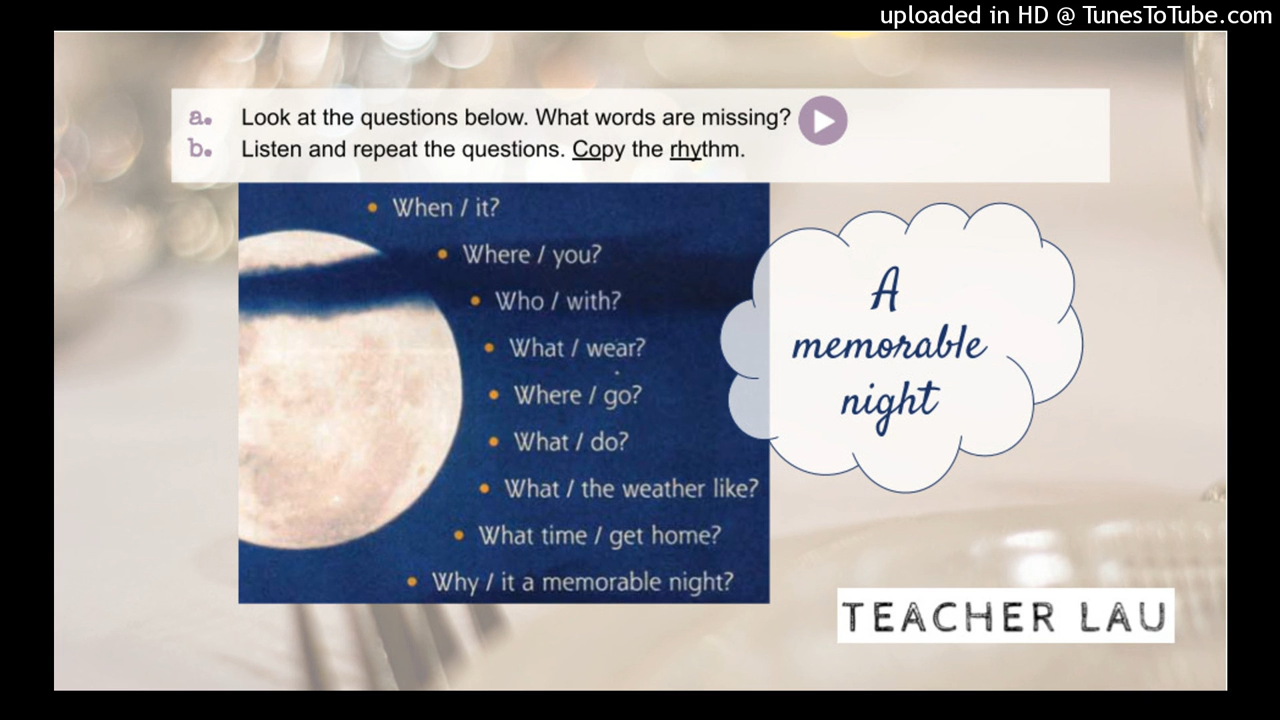 uploaded in HD @ TunesToTube.com
a. Look at the questions below. What words are missing?
b. Listen and repeat the questions. Copy the rhythm.
• When / it?
• Where / you?
• Who / with?
• What / wear?
• Where / go?
• What / do?
• What / the weather like?
• What time / get home?
• Why / it a memorable night?
A
memorable
night
TEACHER LAU